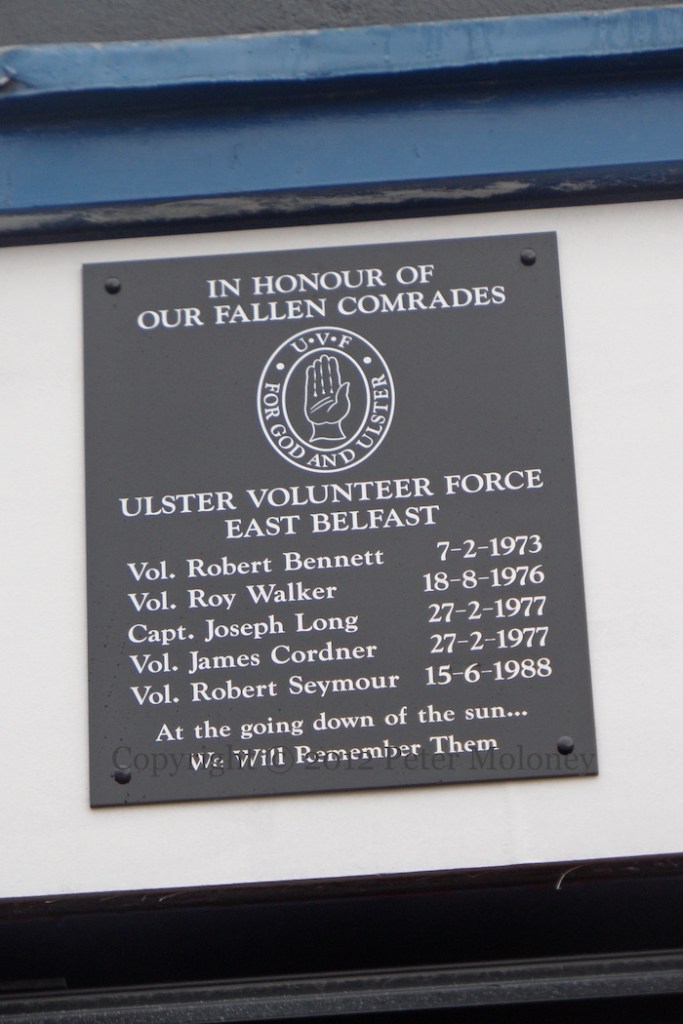 IN HONOUR OF
OUR FALLEN COMRADES
U·V·F
FOR GOD AND ULSTER
ULSTER VOLUNTEER FORCE
EAST BELFAST
Vol. Robert Bennett 7-2-1973
Vol. Roy Walker 18-8-1976
Capt. Joseph Long 27-2-1977
Vol. James Cordner 27-2-1977
Vol. Robert Seymour 15-6-1988
At the going down of the sun...
We Will Remember Them
Copyright © 2012 Peter Moloney